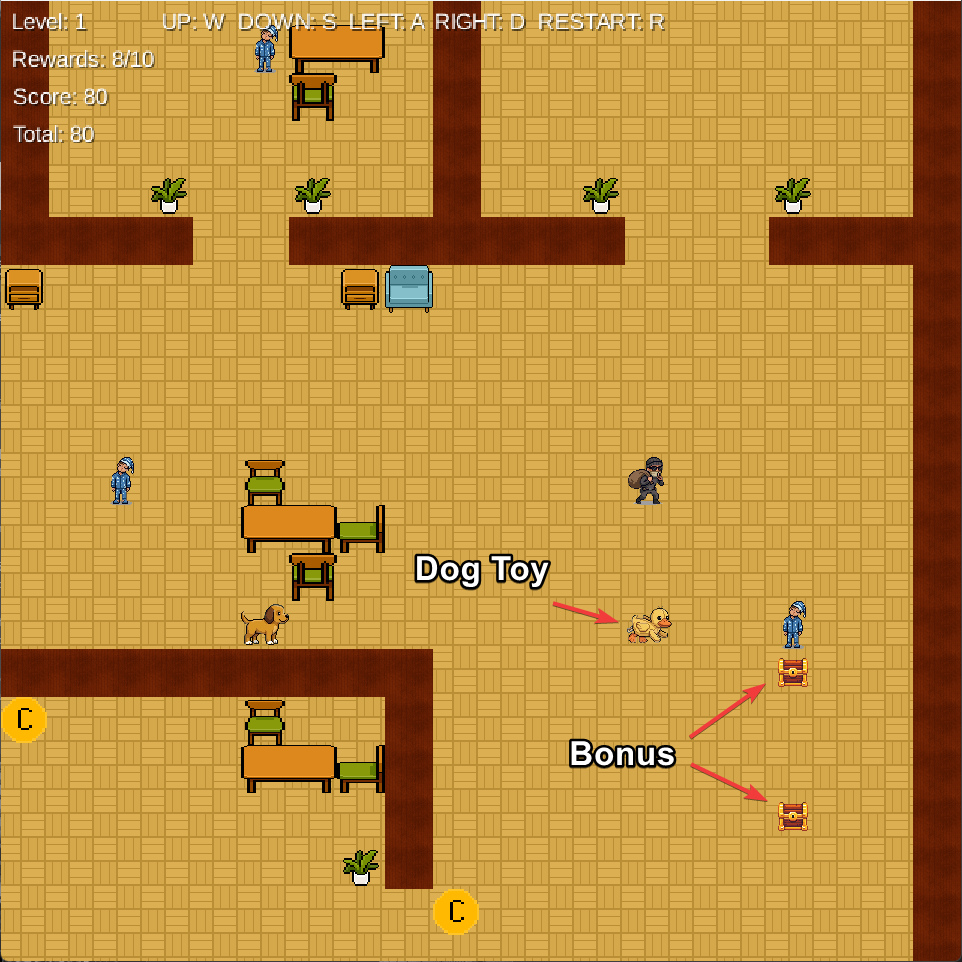 Level: 1 UP: W DOWN: S LEFT: A RIGHT: D RESTART: R
Rewards: 8/10
Score: 80
Total: 80
Dog Toy
C
Bonus
C